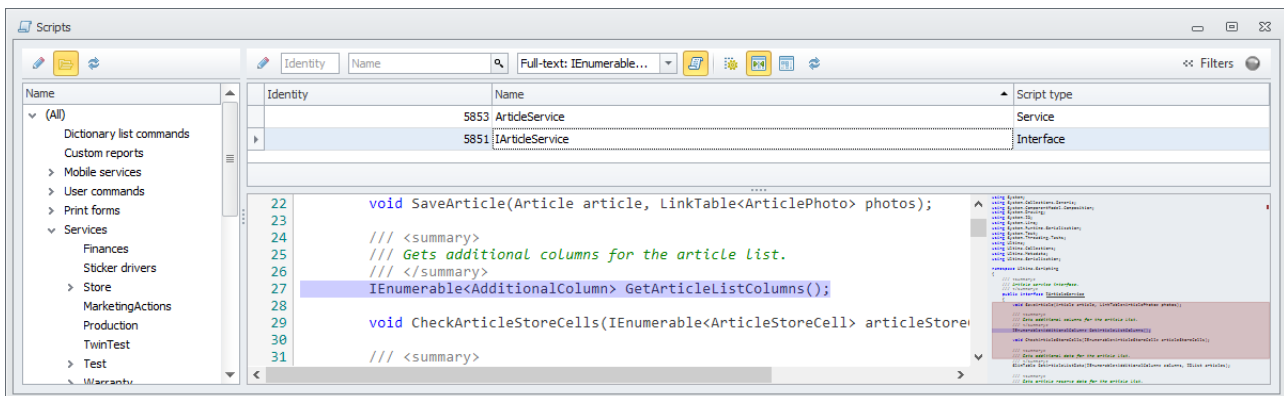 Scripts
Identity
Name
Full-text: IEnumerable...
<< Filters
Name
(All)
Dictionary list commands
Custom reports
Mobile services
User commands
Print forms
Services
Finances
Sticker drivers
Store
MarketingActions
Production
TwinTest
Test
Warranty
Identity Name Script type
5853 ArticleService Service
5851 IArticleService Interface
22 void SaveArticle(Article article, LinkTable<ArticlePhoto> photos);
23
24 /// <summary>
25 /// Gets additional columns for the article list.
26 /// </summary>
27 IEnumerable<AdditionalColumn> GetArticleListColumns();
28
29 void CheckArticleStoreCells(IEnumerable<ArticleStoreCell> articleStore
30
31 /// <summary>